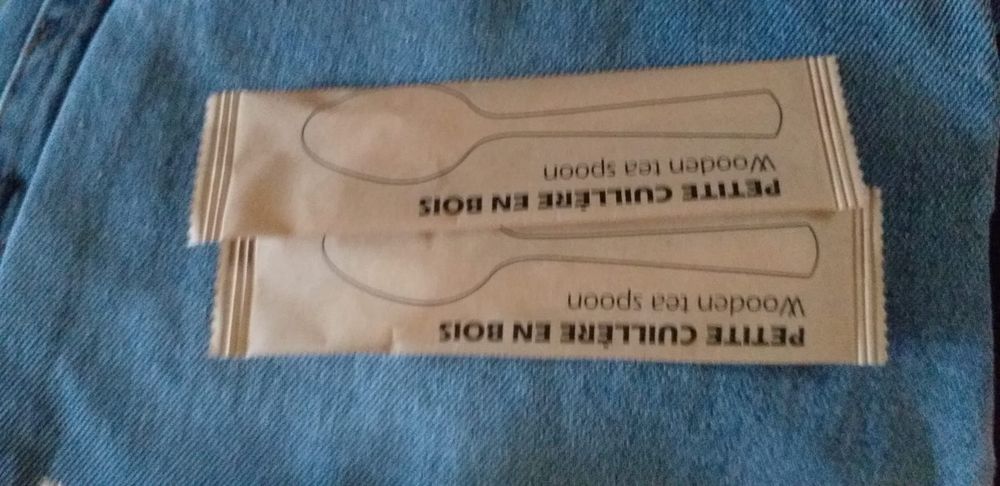 PETITE CUILLÈRE EN BOIS
Wooden tea spoon
PETITE CUILLÈRE EN BOIS
Wooden tea spoon